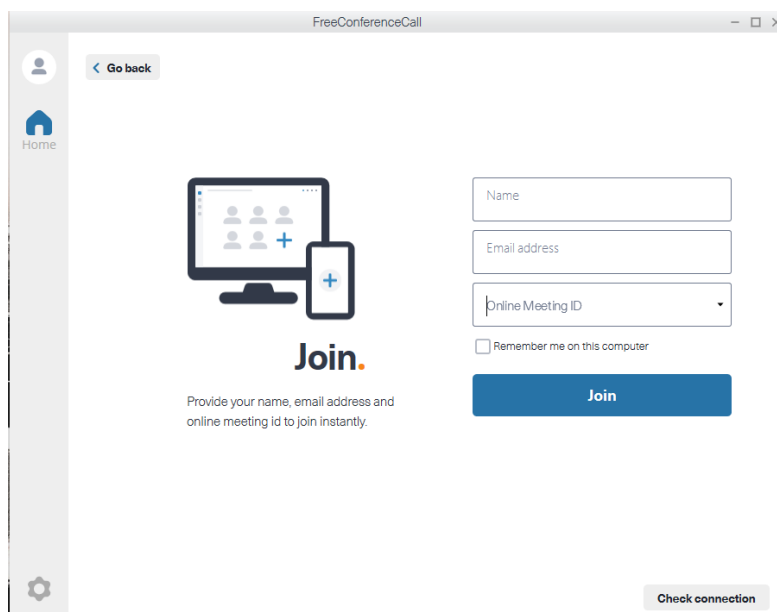 FreeConferenceCall
Go back
Home
Name
Email address
Online Meeting ID
Remember me on this computer
Join.
Provide your name, email address and
online meeting id to join instantly.
Join
Check connection